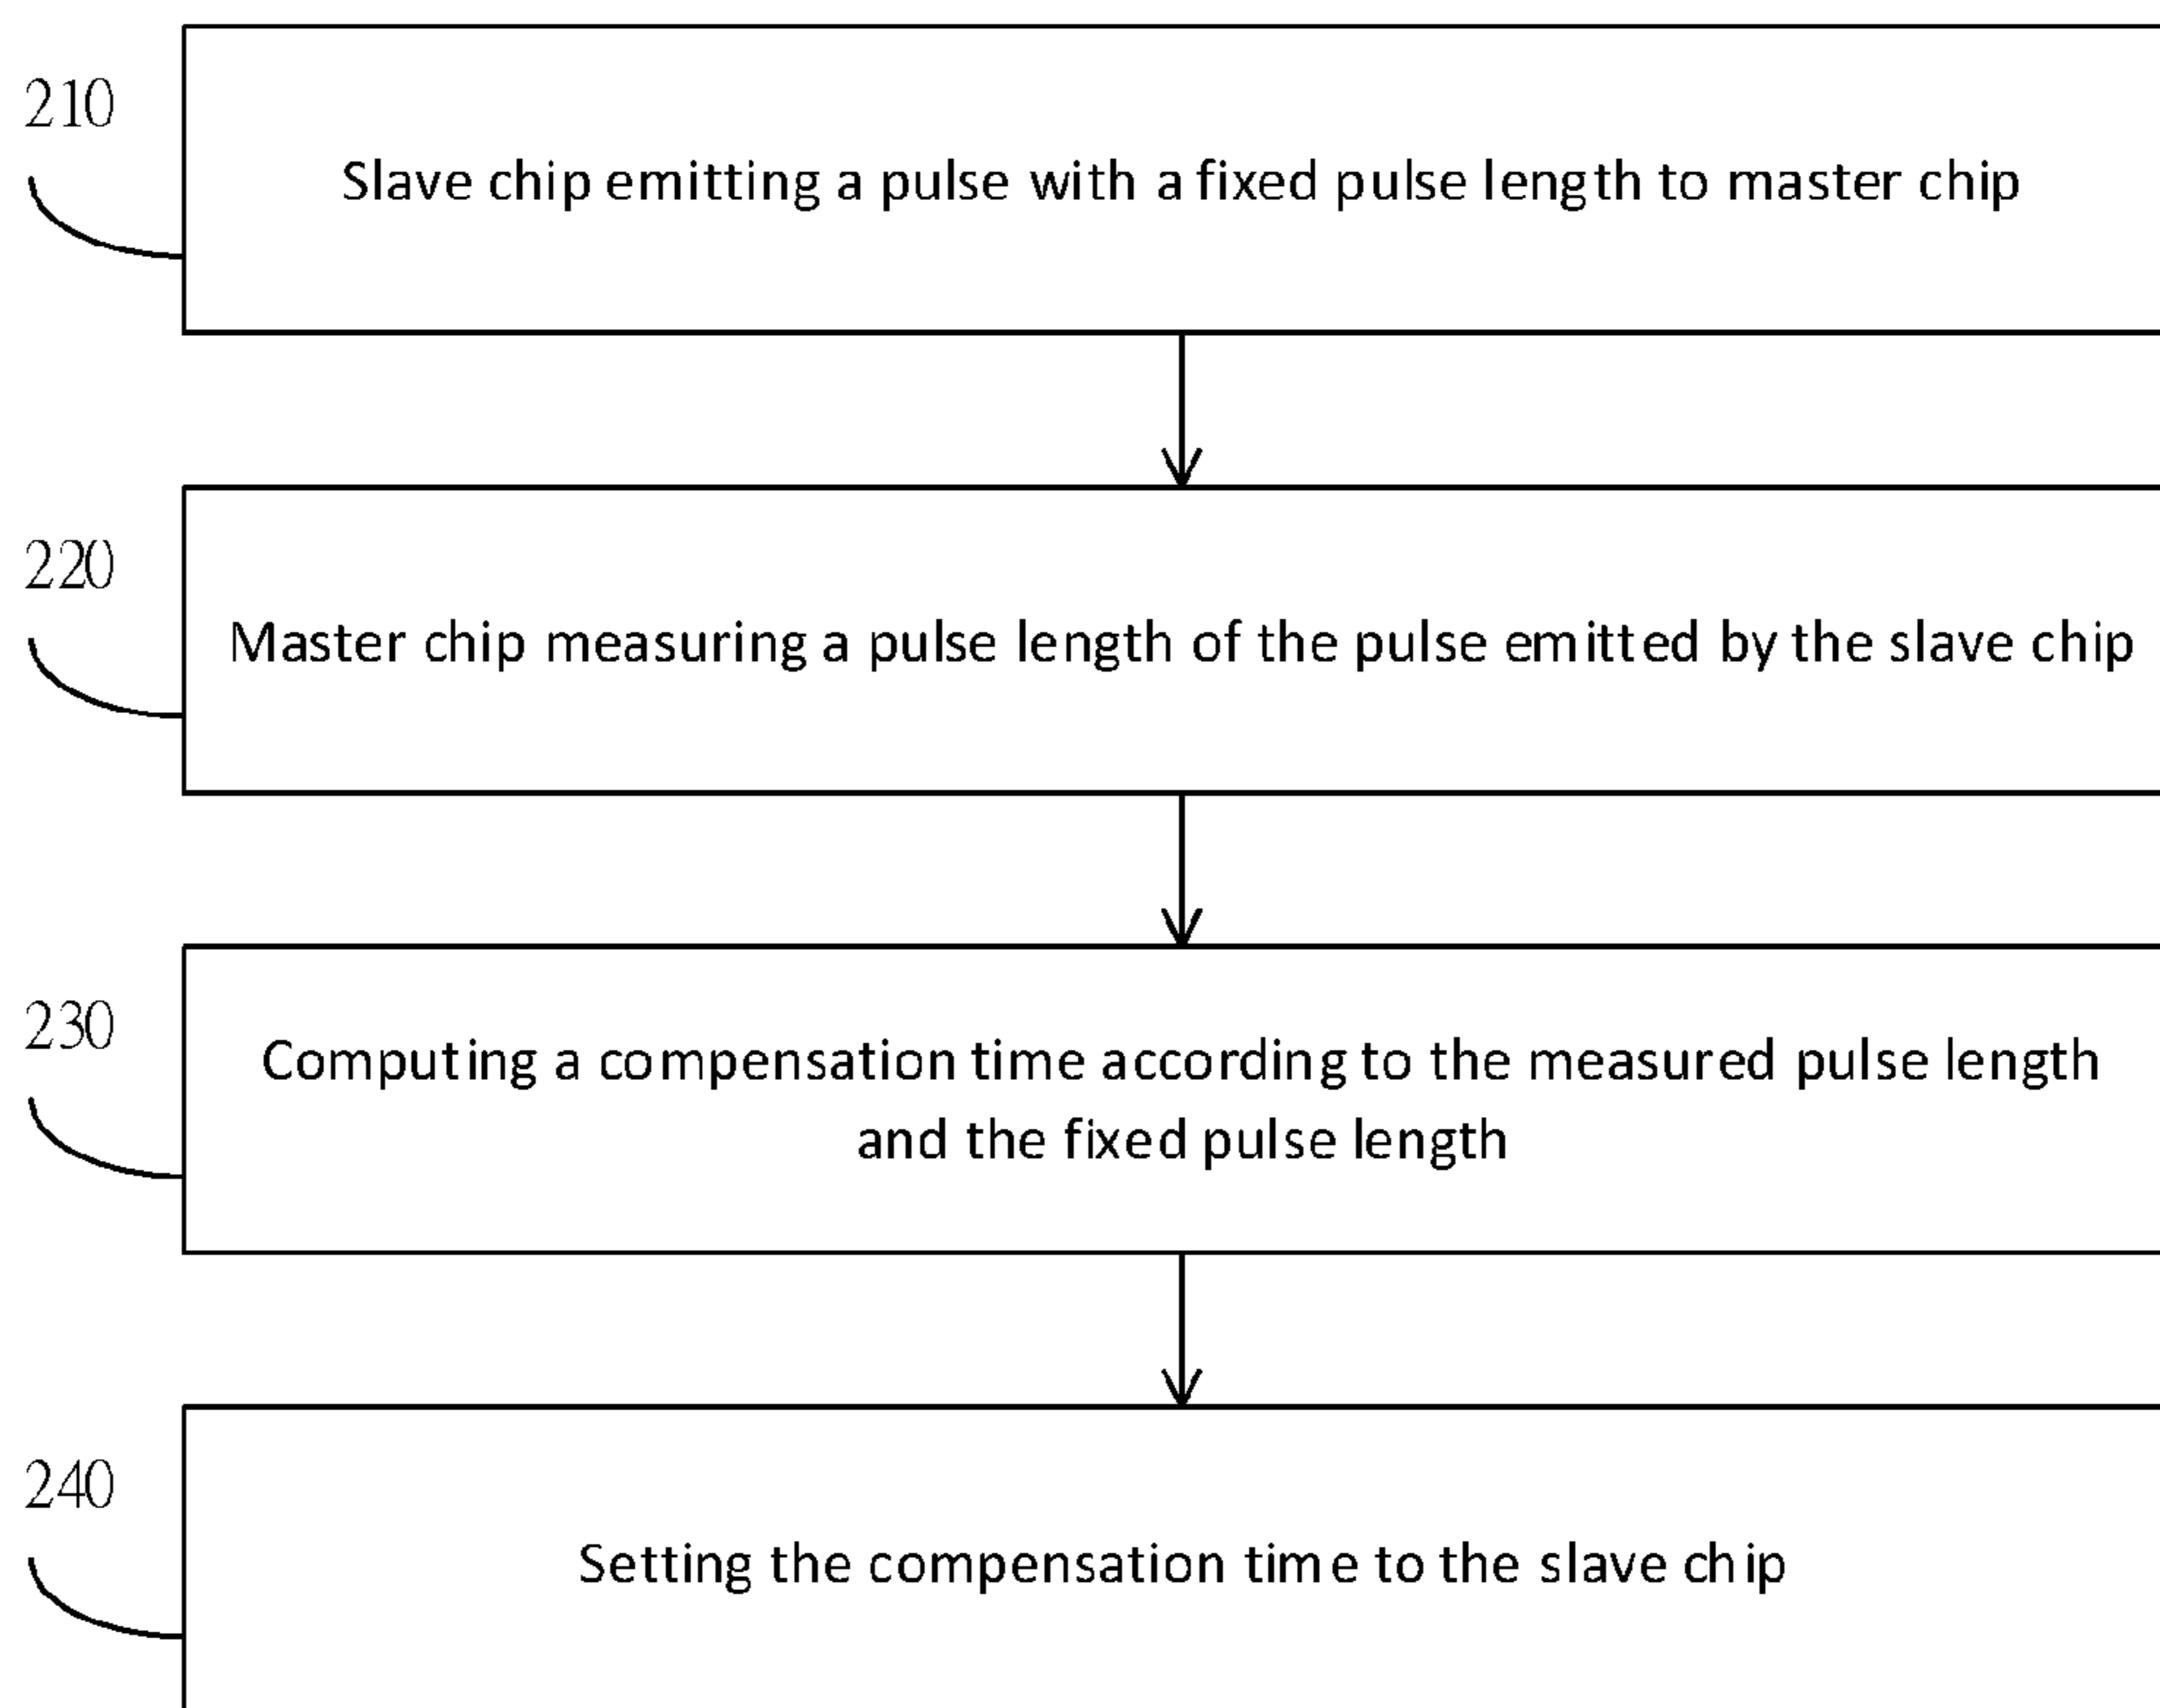 210
Slave chip emitting a pulse with a fixed pulse length to master chip
220
Master chip measuring a pulse length of the pulse emitted by the slave chip
230
Computing a compensation time according to the measured pulse length
and the fixed pulse length
240
Setting the compensation time to the slave chip